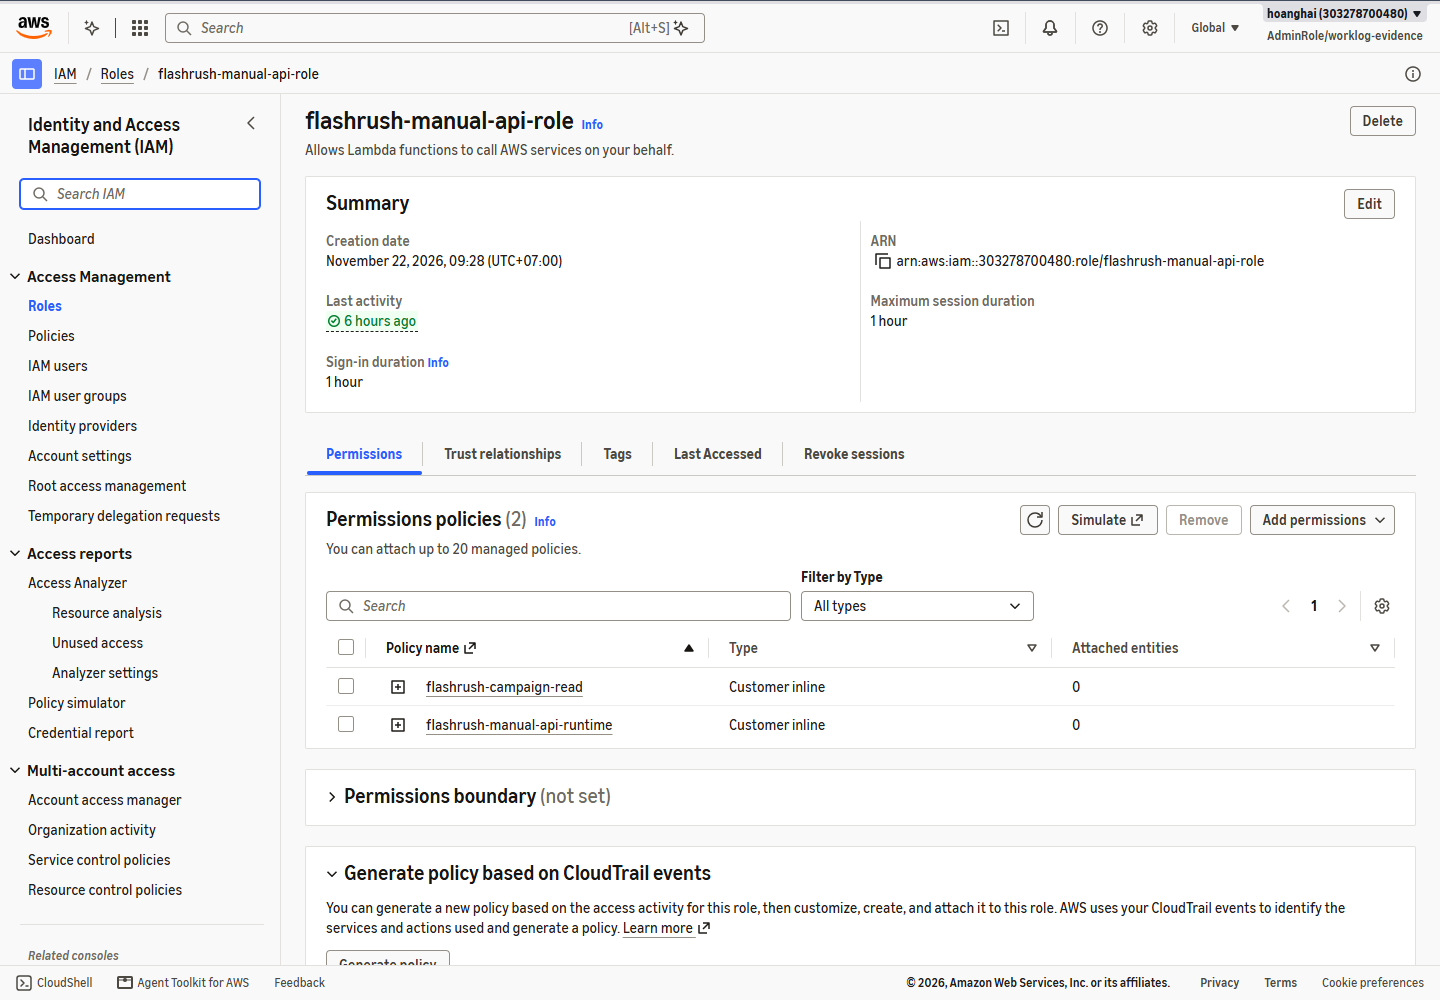 aws
Search
[Alt+S]
Global
hoanghai (303278700480)
AdminRole/worklog-evidence
IAM / Roles / flashrush-manual-api-role
Identity and Access Management (IAM)
Search IAM
Dashboard
Access Management
Roles
Policies
IAM users
IAM user groups
Identity providers
Account settings
Root access management
Temporary delegation requests
Access reports
Access Analyzer
Resource analysis
Unused access
Analyzer settings
Policy simulator
Credential report
Multi-account access
Account access manager
Organization activity
Service control policies
Resource control policies
Related consoles
flashrush-manual-api-role Info
Delete
Allows Lambda functions to call AWS services on your behalf.
Summary
Edit
Creation date
November 22, 2026, 09:28 (UTC+07:00)
ARN
arn:aws:iam::303278700480:role/flashrush-manual-api-role
Last activity
6 hours ago
Maximum session duration
1 hour
Sign-in duration Info
1 hour
Permissions
Trust relationships
Tags
Last Accessed
Revoke sessions
Permissions policies (2) Info
Simulate
Remove
Add permissions
You can attach up to 20 managed policies.
Filter by Type
Search
All types
1
Policy name
Type
Attached entities
flashrush-campaign-read
Customer inline
0
flashrush-manual-api-runtime
Customer inline
0
Permissions boundary (not set)
Generate policy based on CloudTrail events
You can generate a new policy based on the access activity for this role, then customize, create, and attach it to this role. AWS uses your CloudTrail events to identify the
services and actions used and generate a policy. Learn more
Generate policy
CloudShell
Agent Toolkit for AWS
Feedback
© 2026, Amazon Web Services, Inc. or its affiliates.
Privacy
Terms
Cookie preferences